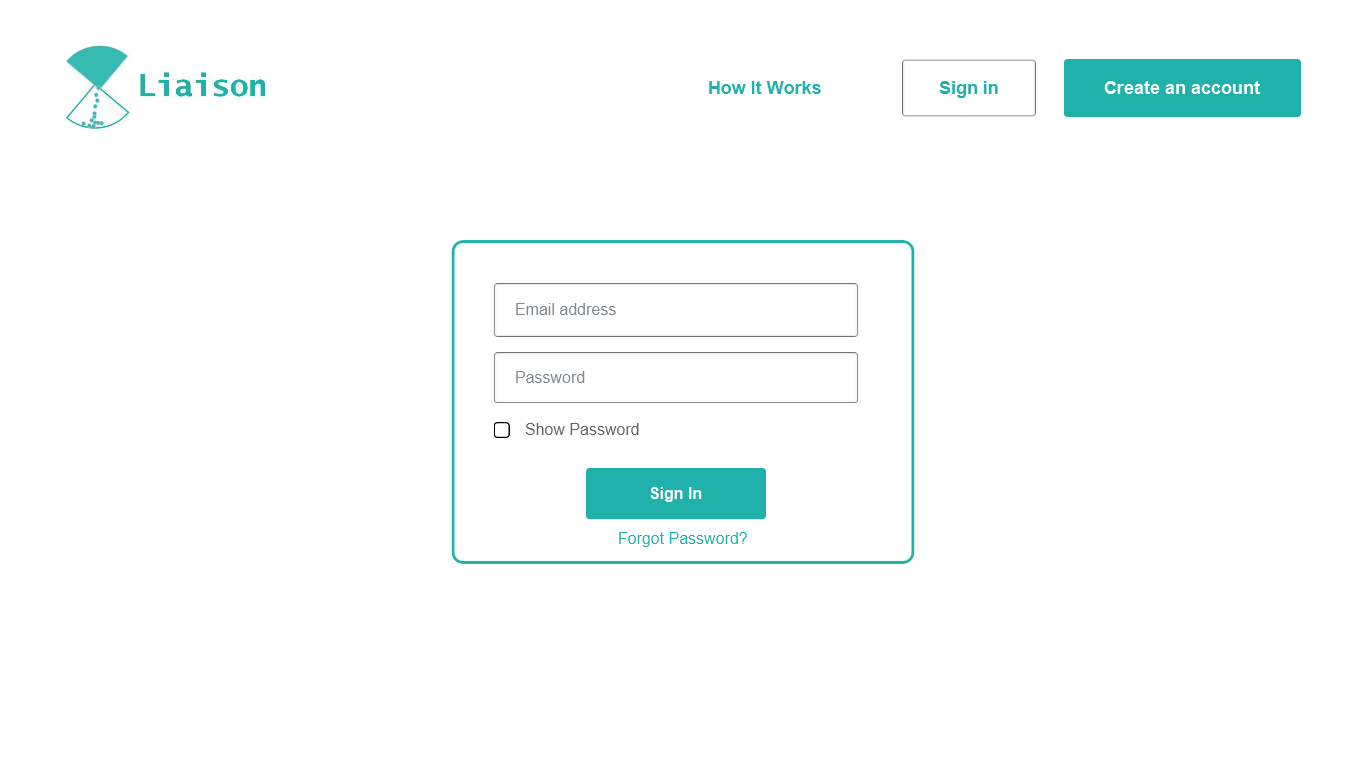 Liaison
How It Works
Sign in
Create an account
Email address
Password
Show Password
Sign In
Forgot Password?